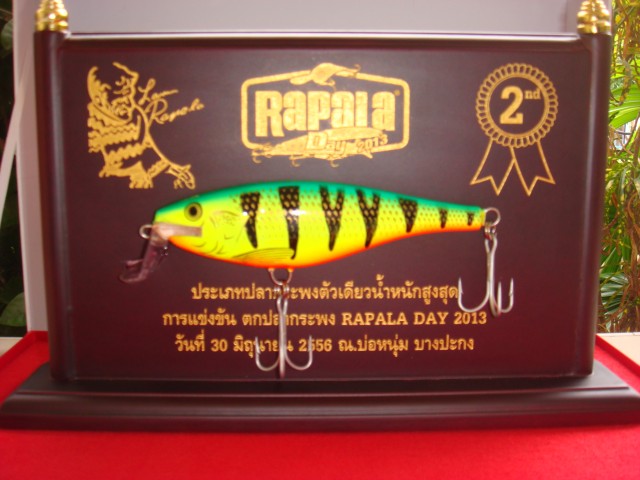 Lauri Rapala
RAPALA
Day 2013
2nd
ประเภทปลากระพงตัวเดียวน้ำหนักสูงสุด
การแข่งขัน ตกปลากระพง RAPALA DAY 2013
วันที่ 30 มิถุนายน 2556 ณ.บ่อหนุ่ม บางปะกง